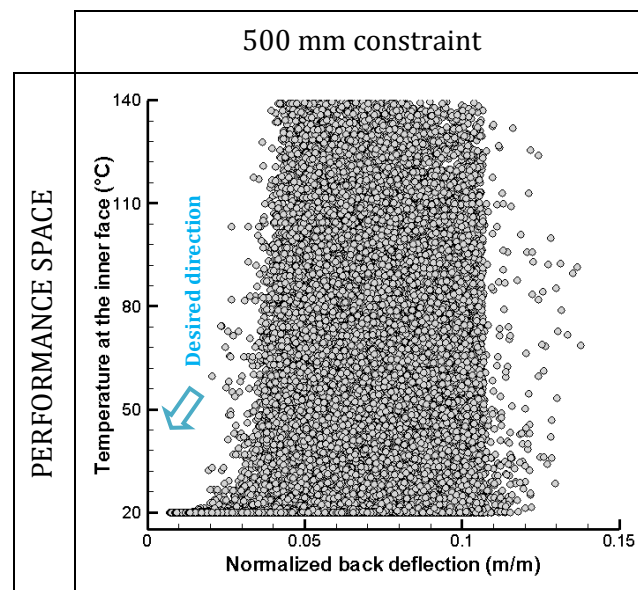 500 mm constraint
PERFORMANCE SPACE
Temperature at the inner face (°C)
140
110
80
50
20
Desired direction
0
0.05
0.1
0.15
Normalized back deflection (m/m)